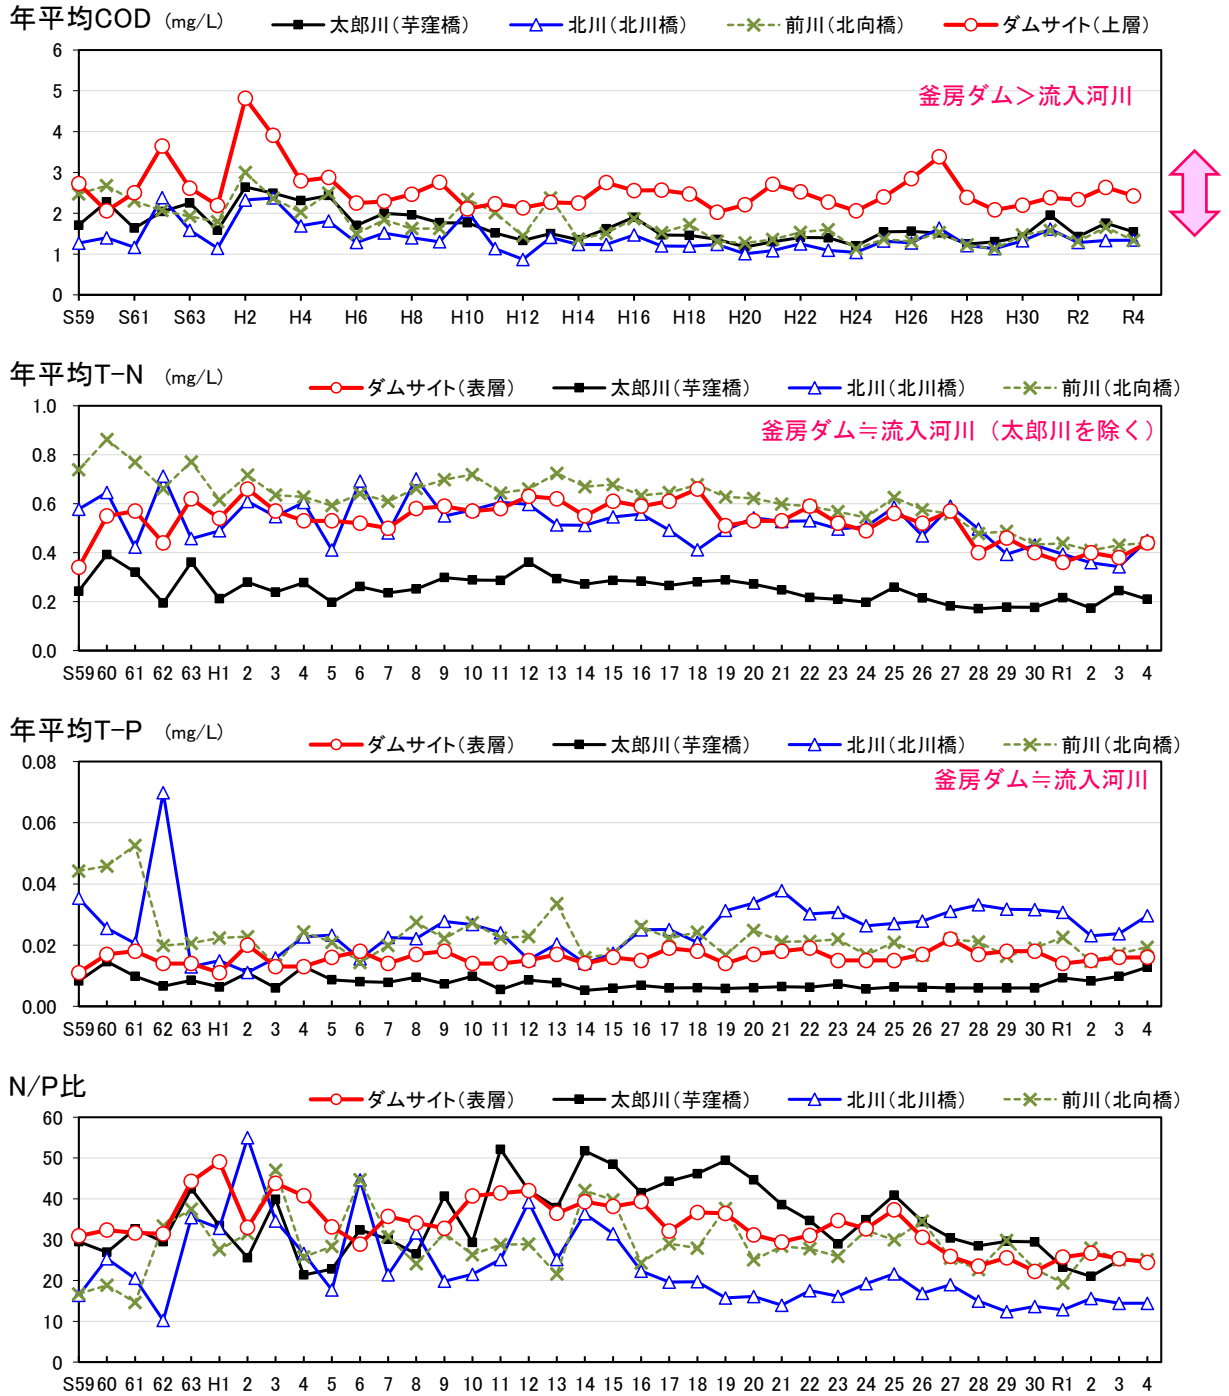 年平均COD (mg/L) 太郎川(芋窪橋) 北川(北川橋) 前川(北向橋) ダムサイト(上層)
釜房ダム>流入河川
6
5
4
3
2
1
0
S59 S61 S63 H2 H4 H6 H8 H10 H12 H14 H16 H18 H20 H22 H24 H26 H28 H30 R2 R4
年平均T-N (mg/L) ダムサイト(表層) 太郎川(芋窪橋) 北川(北川橋) 前川(北向橋)
釜房ダム≒流入河川(太郎川を除く)
1.0
0.8
0.6
0.4
0.2
0.0
S59 60 61 62 63 H1 2 3 4 5 6 7 8 9 10 11 12 13 14 15 16 17 18 19 20 21 22 23 24 25 26 27 28 29 30 R1 2 3 4
年平均T-P (mg/L) ダムサイト(表層) 太郎川(芋窪橋) 北川(北川橋) 前川(北向橋)
釜房ダム≒流入河川
0.08
0.06
0.04
0.02
0.00
S59 60 61 62 63 H1 2 3 4 5 6 7 8 9 10 11 12 13 14 15 16 17 18 19 20 21 22 23 24 25 26 27 28 29 30 R1 2 3 4
N/P比 ダムサイト(表層) 太郎川(芋窪橋) 北川(北川橋) 前川(北向橋)
60
50
40
30
20
10
0
S59 60 61 62 63 H1 2 3 4 5 6 7 8 9 10 11 12 13 14 15 16 17 18 19 20 21 22 23 24 25 26 27 28 29 30 R1 2 3 4